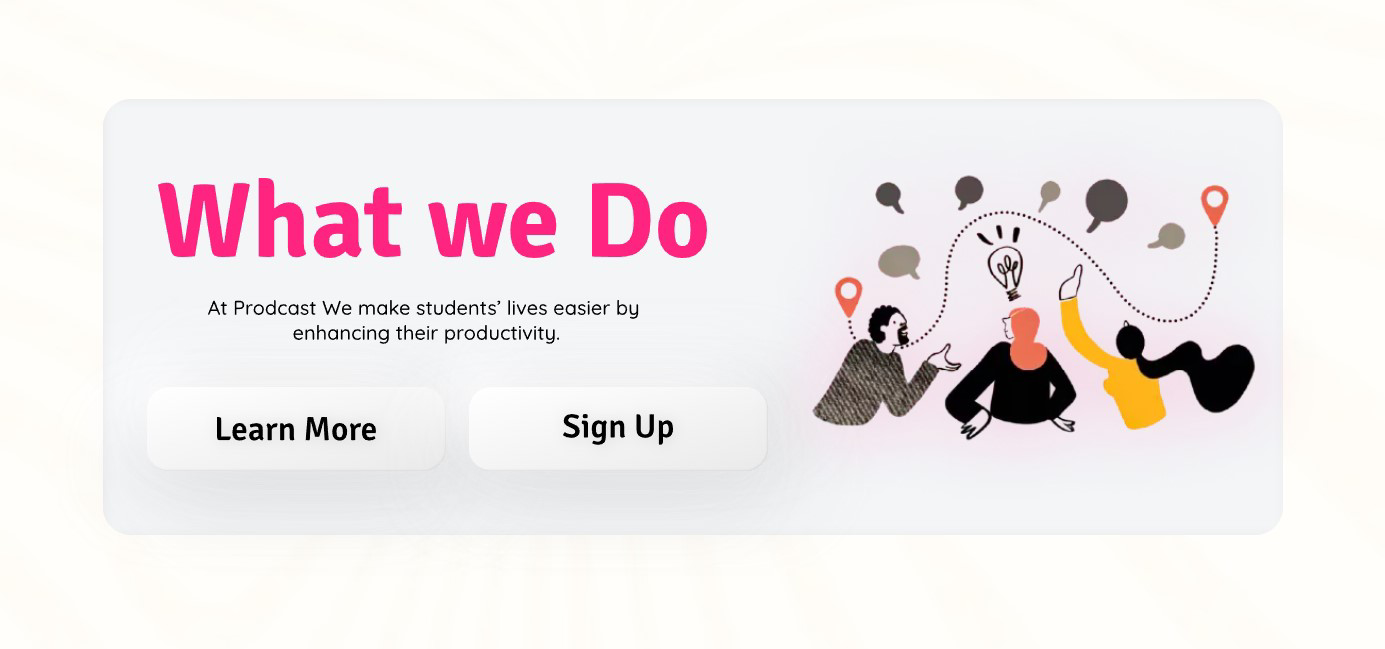 What we Do
At Prodcast We make students’ lives easier by
enhancing their productivity.
Learn More
Sign Up